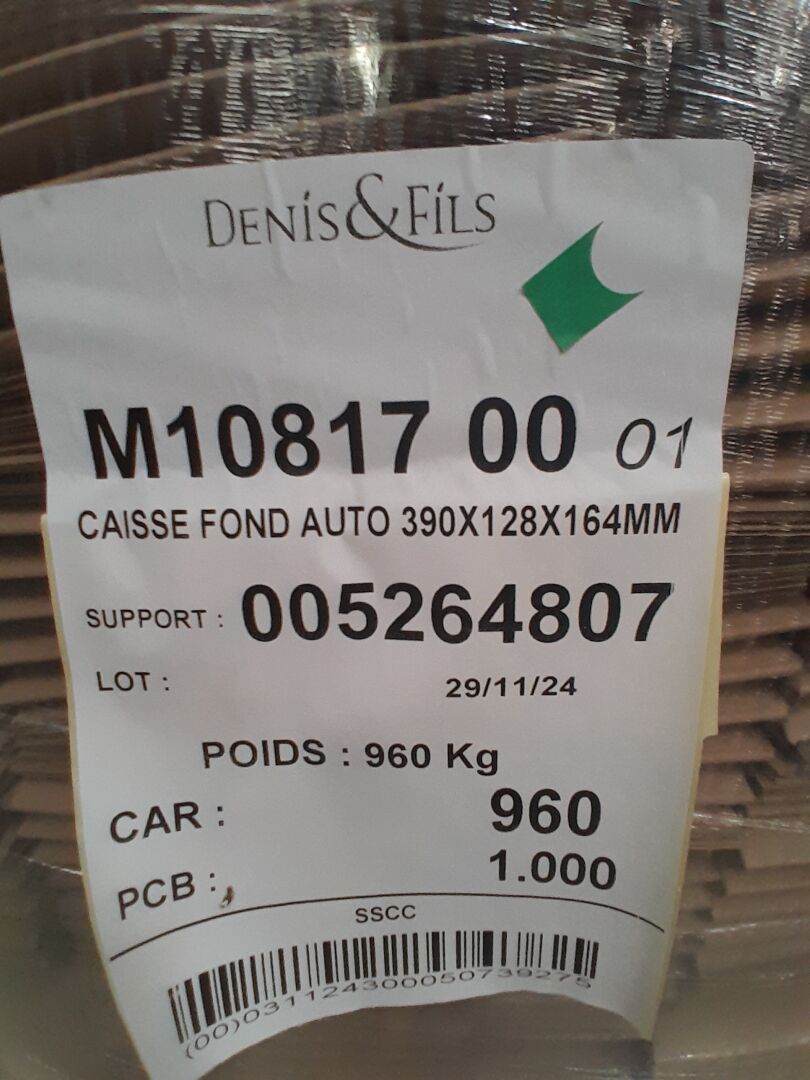 DENIS&FILS
M10817 00 01
CAISSE FOND AUTO 390X128X164MM
SUPPORT : 005264807
LOT : 29/11/24
POIDS : 960 Kg
CAR : 960
PCB : 1.000
SSCC
(00)031124300050739275